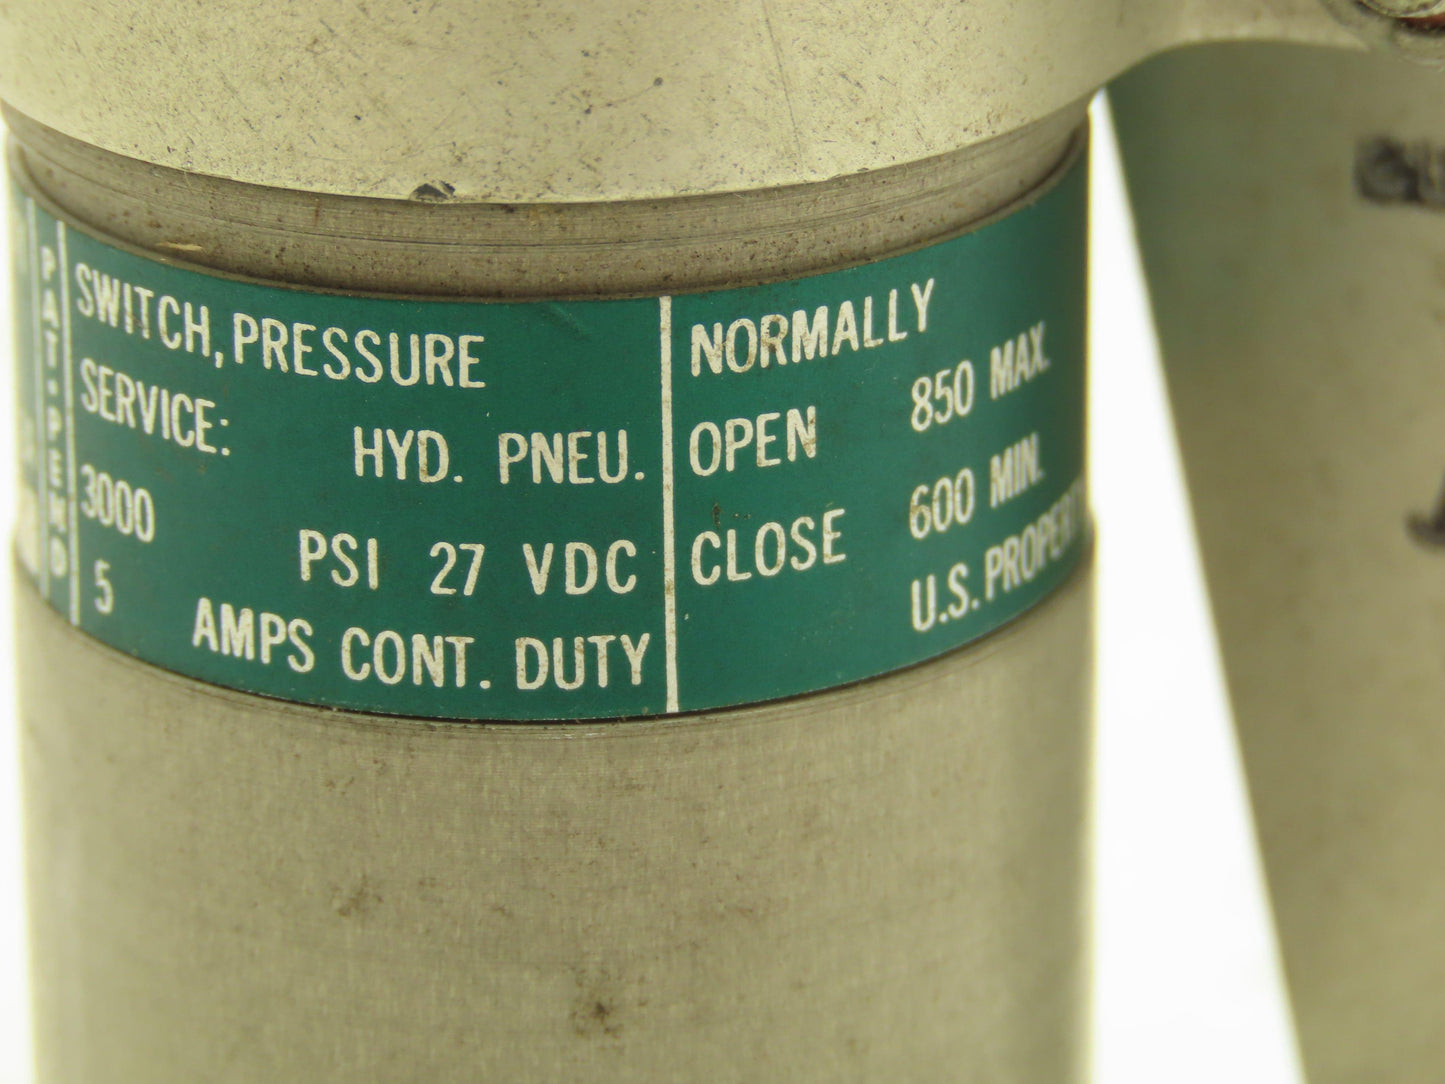 PAT·PEND
SWITCH, PRESSURE
SERVICE: HYD. PNEU.
3000 PSI 27 VDC
5 AMPS CONT. DUTY
NORMALLY
OPEN 850 MAX.
CLOSE 600 MIN.
U.S. PROPERTY